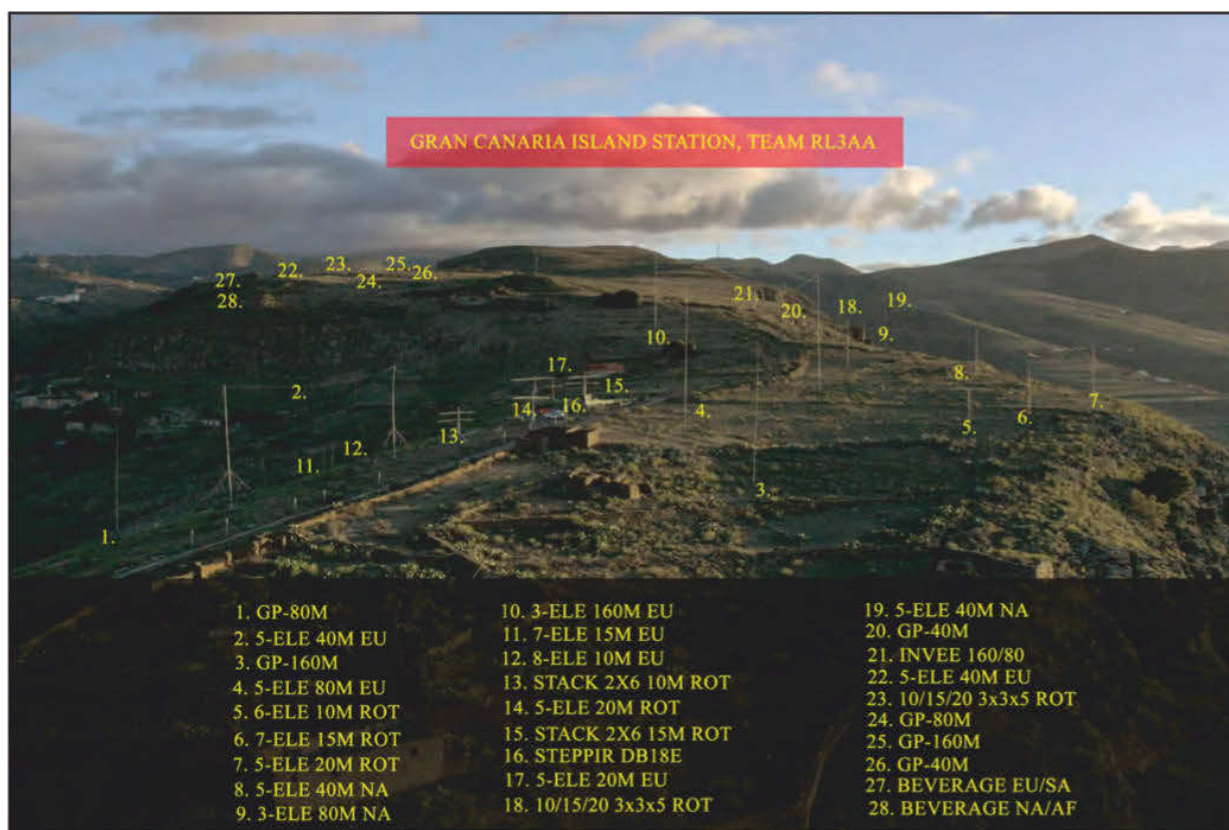 GRAN CANARIA ISLAND STATION, TEAM RL3AA
27.
22.
23.
25.
24.
26.
28.
21.
20.
18.
19.
10.
9.
17.
8.
2.
15.
14.
16.
4.
7.
6.
5.
13.
12.
11.
3.
1.
1. GP-80M
2. 5-ELE 40M EU
3. GP-160M
4. 5-ELE 80M EU
5. 6-ELE 10M ROT
6. 7-ELE 15M ROT
7. 5-ELE 20M ROT
8. 5-ELE 40M NA
9. 3-ELE 80M NA
10. 3-ELE 160M EU
11. 7-ELE 15M EU
12. 8-ELE 10M EU
13. STACK 2X6 10M ROT
14. 5-ELE 20M ROT
15. STACK 2X6 15M ROT
16. STEPPIR DB18E
17. 5-ELE 20M EU
18. 10/15/20 3x3x5 ROT
19. 5-ELE 40M NA
20. GP-40M
21. INVEE 160/80
22. 5-ELE 40M EU
23. 10/15/20 3x3x5 ROT
24. GP-80M
25. GP-160M
26. GP-40M
27. BEVERAGE EU/SA
28. BEVERAGE NA/AF